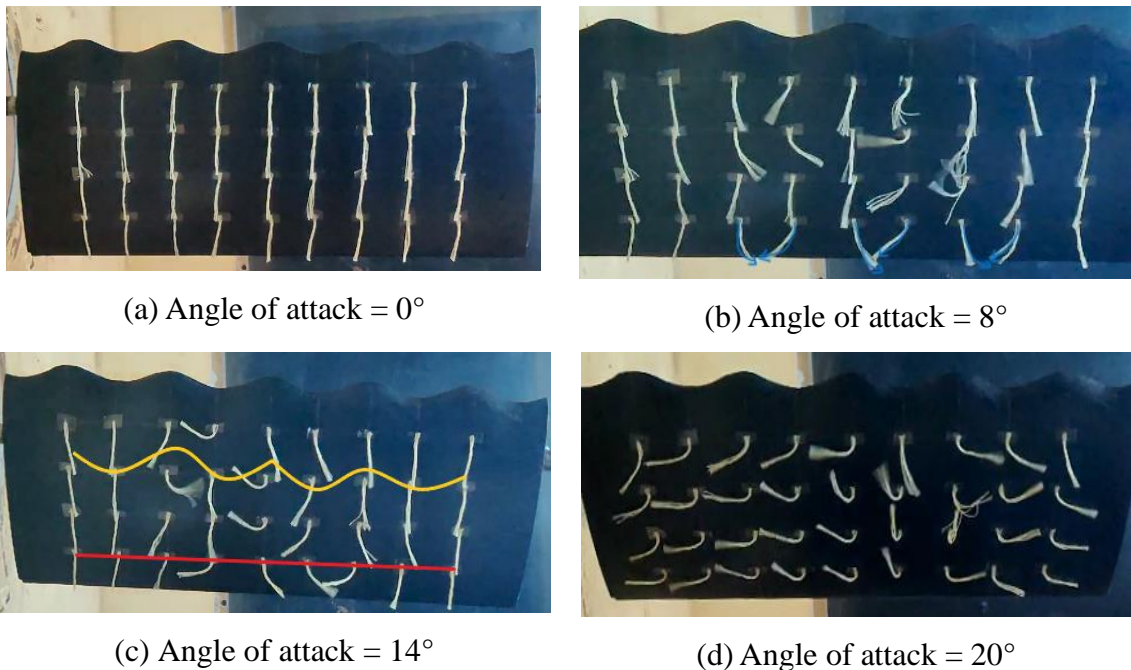 (a) Angle of attack = 0°
(b) Angle of attack = 8°
(c) Angle of attack = 14°
(d) Angle of attack = 20°